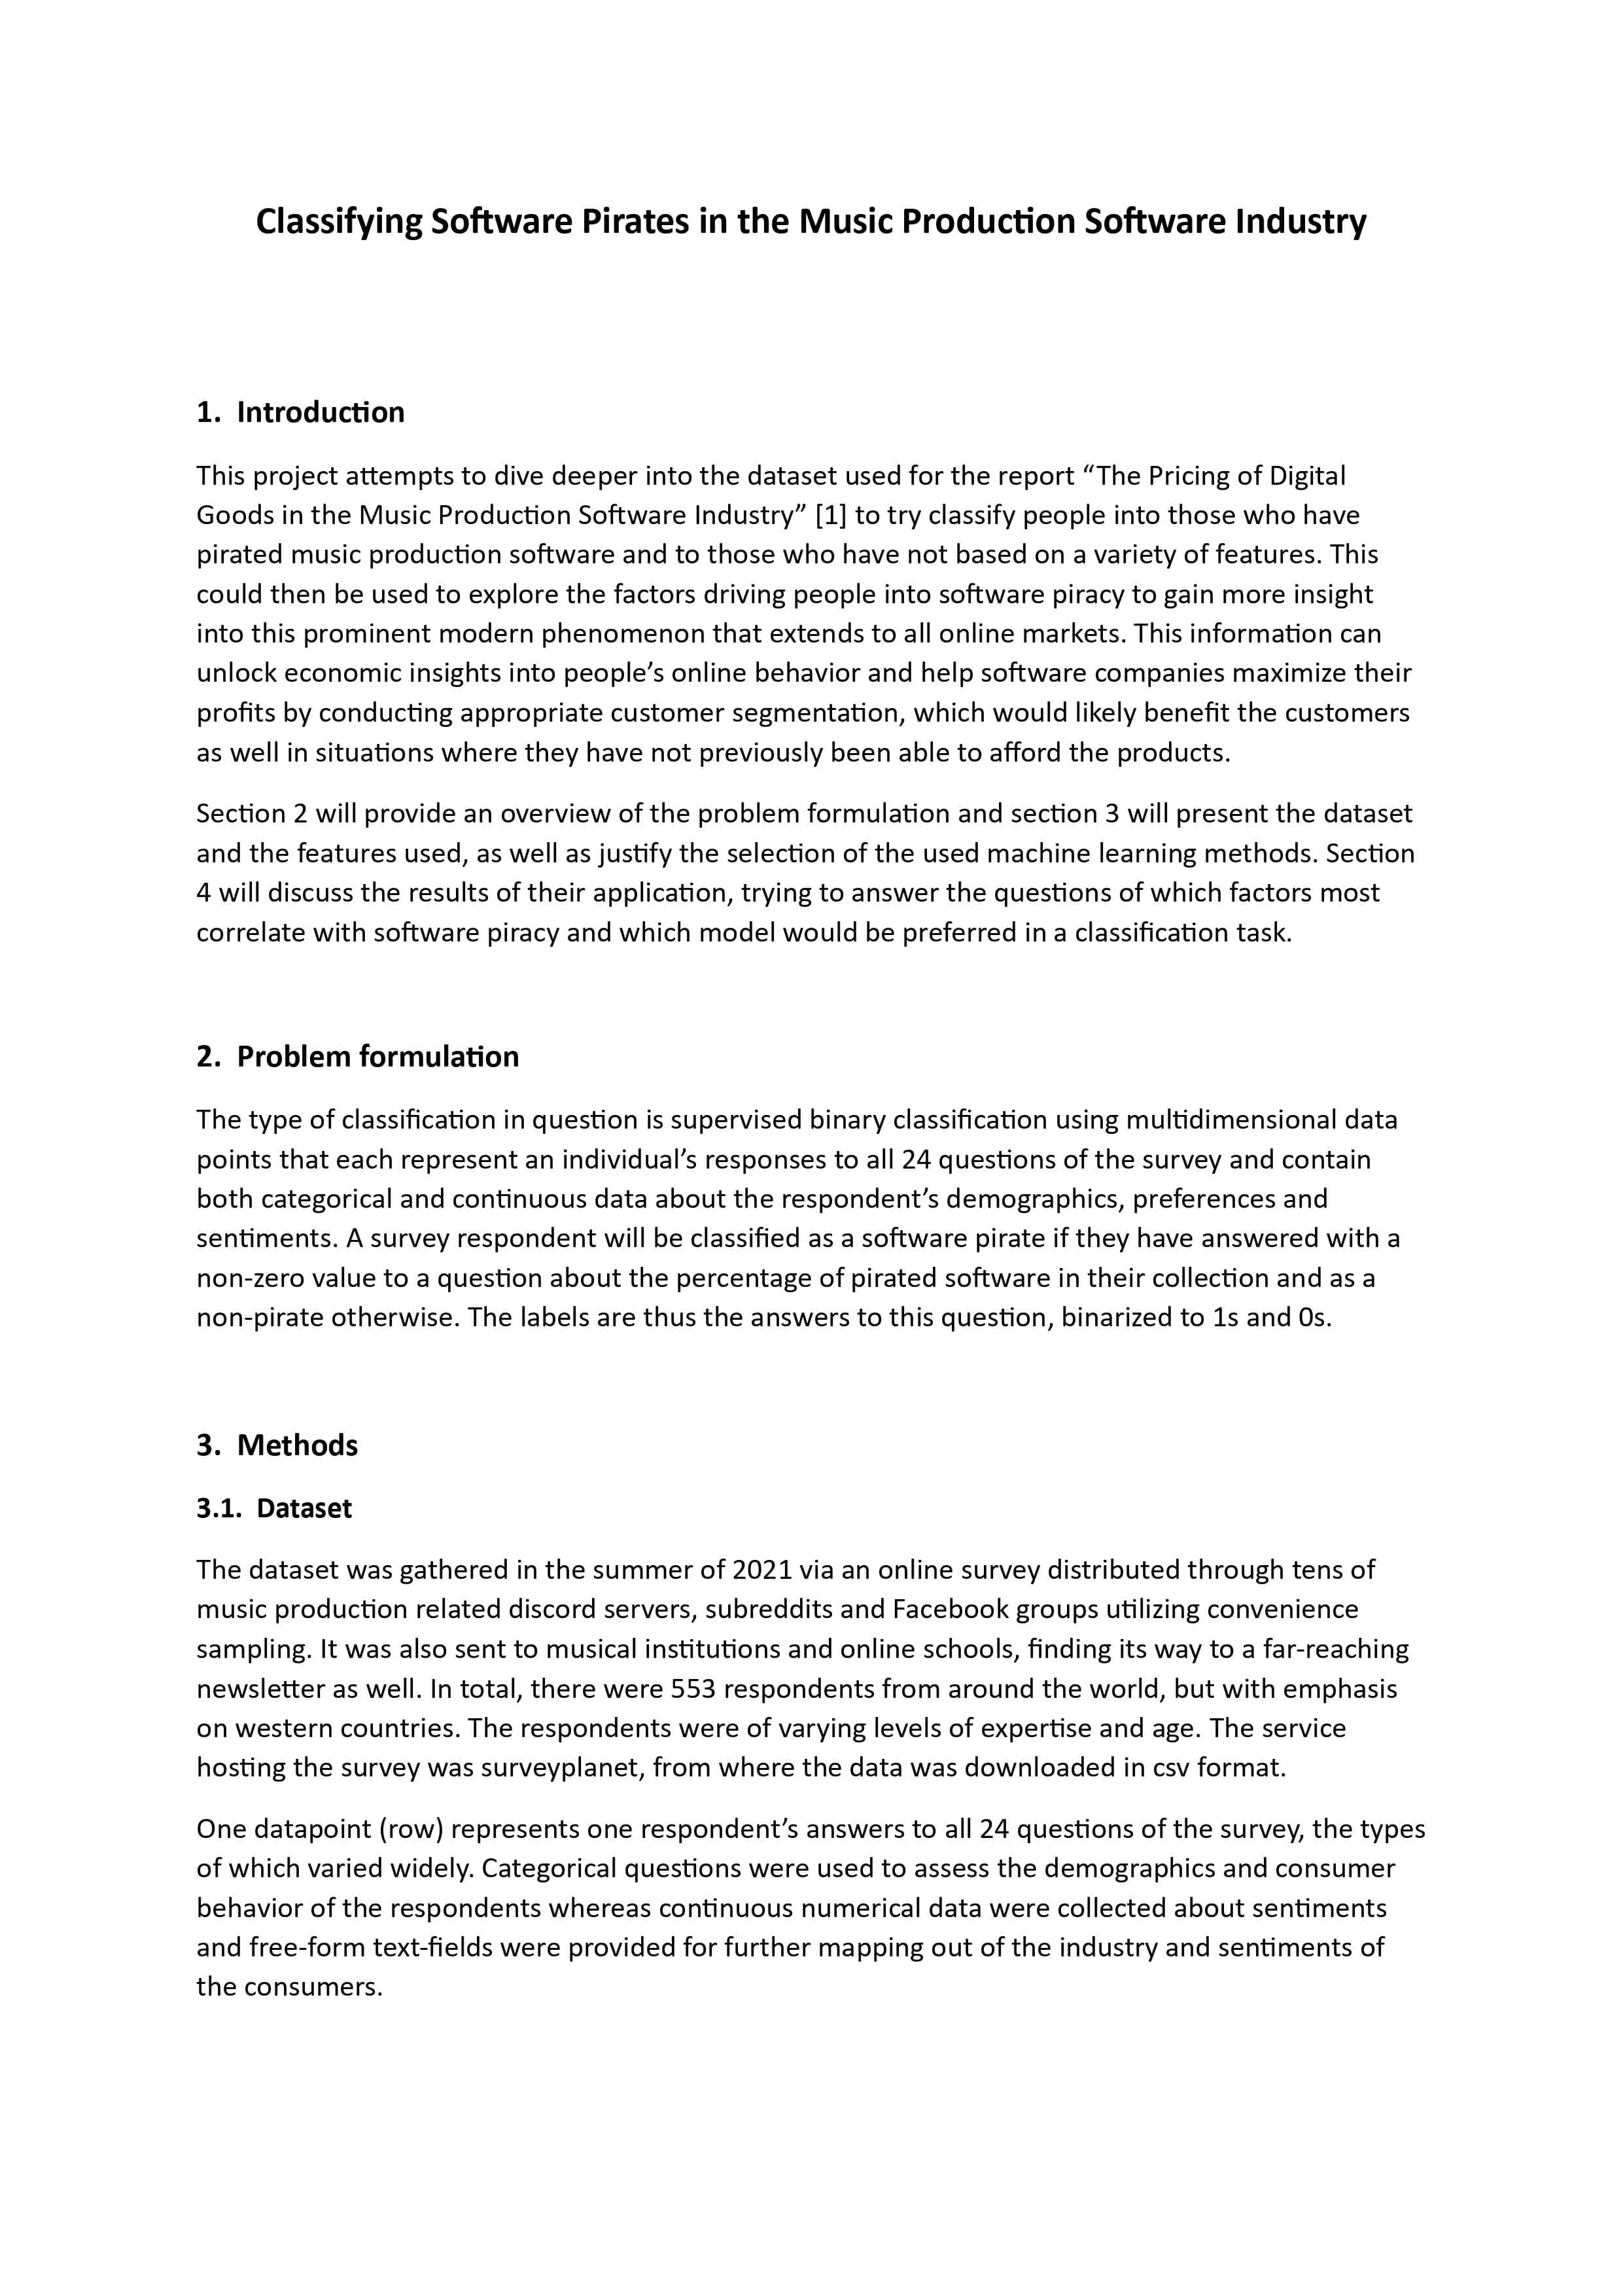 Classifying Software Pirates in the Music Production Software Industry
1. Introduction
This project attempts to dive deeper into the dataset used for the report “The Pricing of Digital
Goods in the Music Production Software Industry” [1] to try classify people into those who have
pirated music production software and to those who have not based on a variety of features. This
could then be used to explore the factors driving people into software piracy to gain more insight
into this prominent modern phenomenon that extends to all online markets. This information can
unlock economic insights into people’s online behavior and help software companies maximize their
profits by conducting appropriate customer segmentation, which would likely benefit the customers
as well in situations where they have not previously been able to afford the products.
Section 2 will provide an overview of the problem formulation and section 3 will present the dataset
and the features used, as well as justify the selection of the used machine learning methods. Section
4 will discuss the results of their application, trying to answer the questions of which factors most
correlate with software piracy and which model would be preferred in a classification task.
2. Problem formulation
The type of classification in question is supervised binary classification using multidimensional data
points that each represent an individual’s responses to all 24 questions of the survey and contain
both categorical and continuous data about the respondent’s demographics, preferences and
sentiments. A survey respondent will be classified as a software pirate if they have answered with a
non-zero value to a question about the percentage of pirated software in their collection and as a
non-pirate otherwise. The labels are thus the answers to this question, binarized to 1s and 0s.
3. Methods
3.1. Dataset
The dataset was gathered in the summer of 2021 via an online survey distributed through tens of
music production related discord servers, subreddits and Facebook groups utilizing convenience
sampling. It was also sent to musical institutions and online schools, finding its way to a far-reaching
newsletter as well. In total, there were 553 respondents from around the world, but with emphasis
on western countries. The respondents were of varying levels of expertise and age. The service
hosting the survey was surveyplanet, from where the data was downloaded in csv format.
One datapoint (row) represents one respondent’s answers to all 24 questions of the survey, the types
of which varied widely. Categorical questions were used to assess the demographics and consumer
behavior of the respondents whereas continuous numerical data were collected about sentiments
and free-form text-fields were provided for further mapping out of the industry and sentiments of
the consumers.